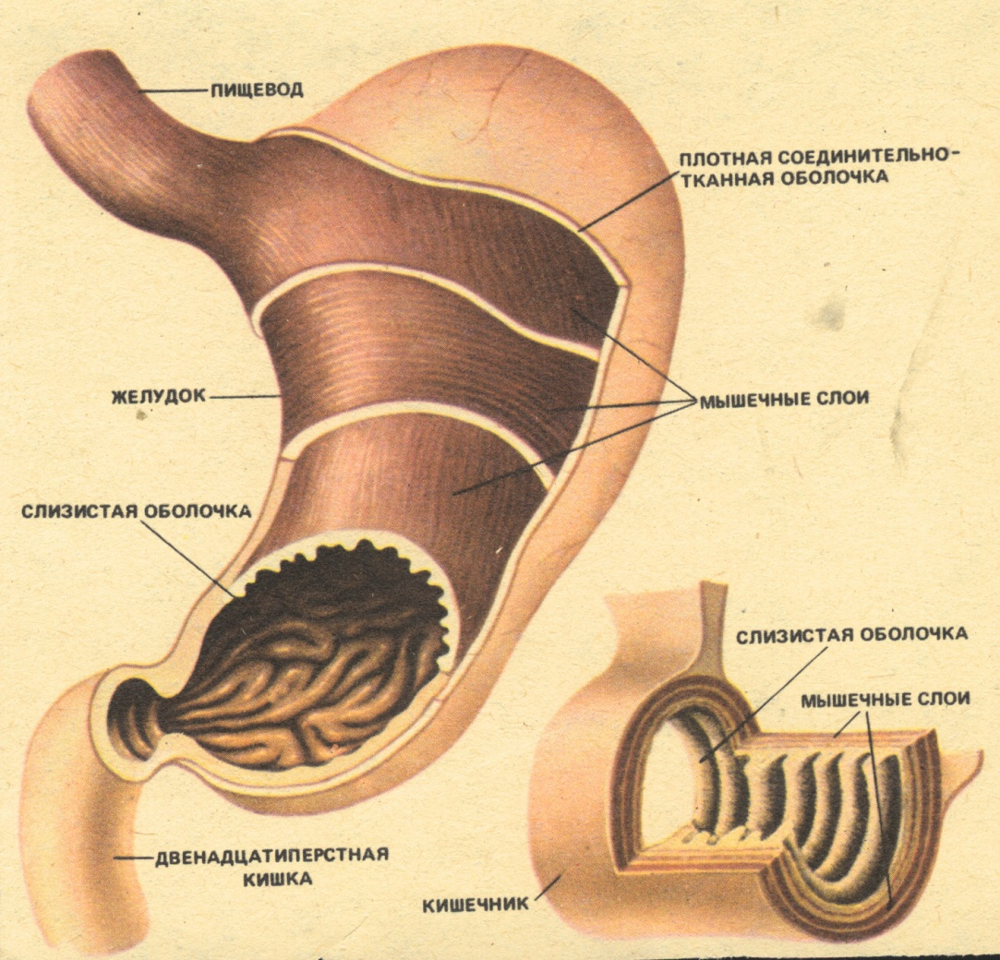 ПИЩЕВОД
ПЛОТНАЯ СОЕДИНИТЕЛЬНО-
ТКАННАЯ ОБОЛОЧКА
ЖЕЛУДОК
МЫШЕЧНЫЕ СЛОИ
СЛИЗИСТАЯ ОБОЛОЧКА
СЛИЗИСТАЯ ОБОЛОЧКА
МЫШЕЧНЫЕ СЛОИ
ДВЕНАДЦАТИПЕРСТНАЯ
КИШКА
КИШЕЧНИК